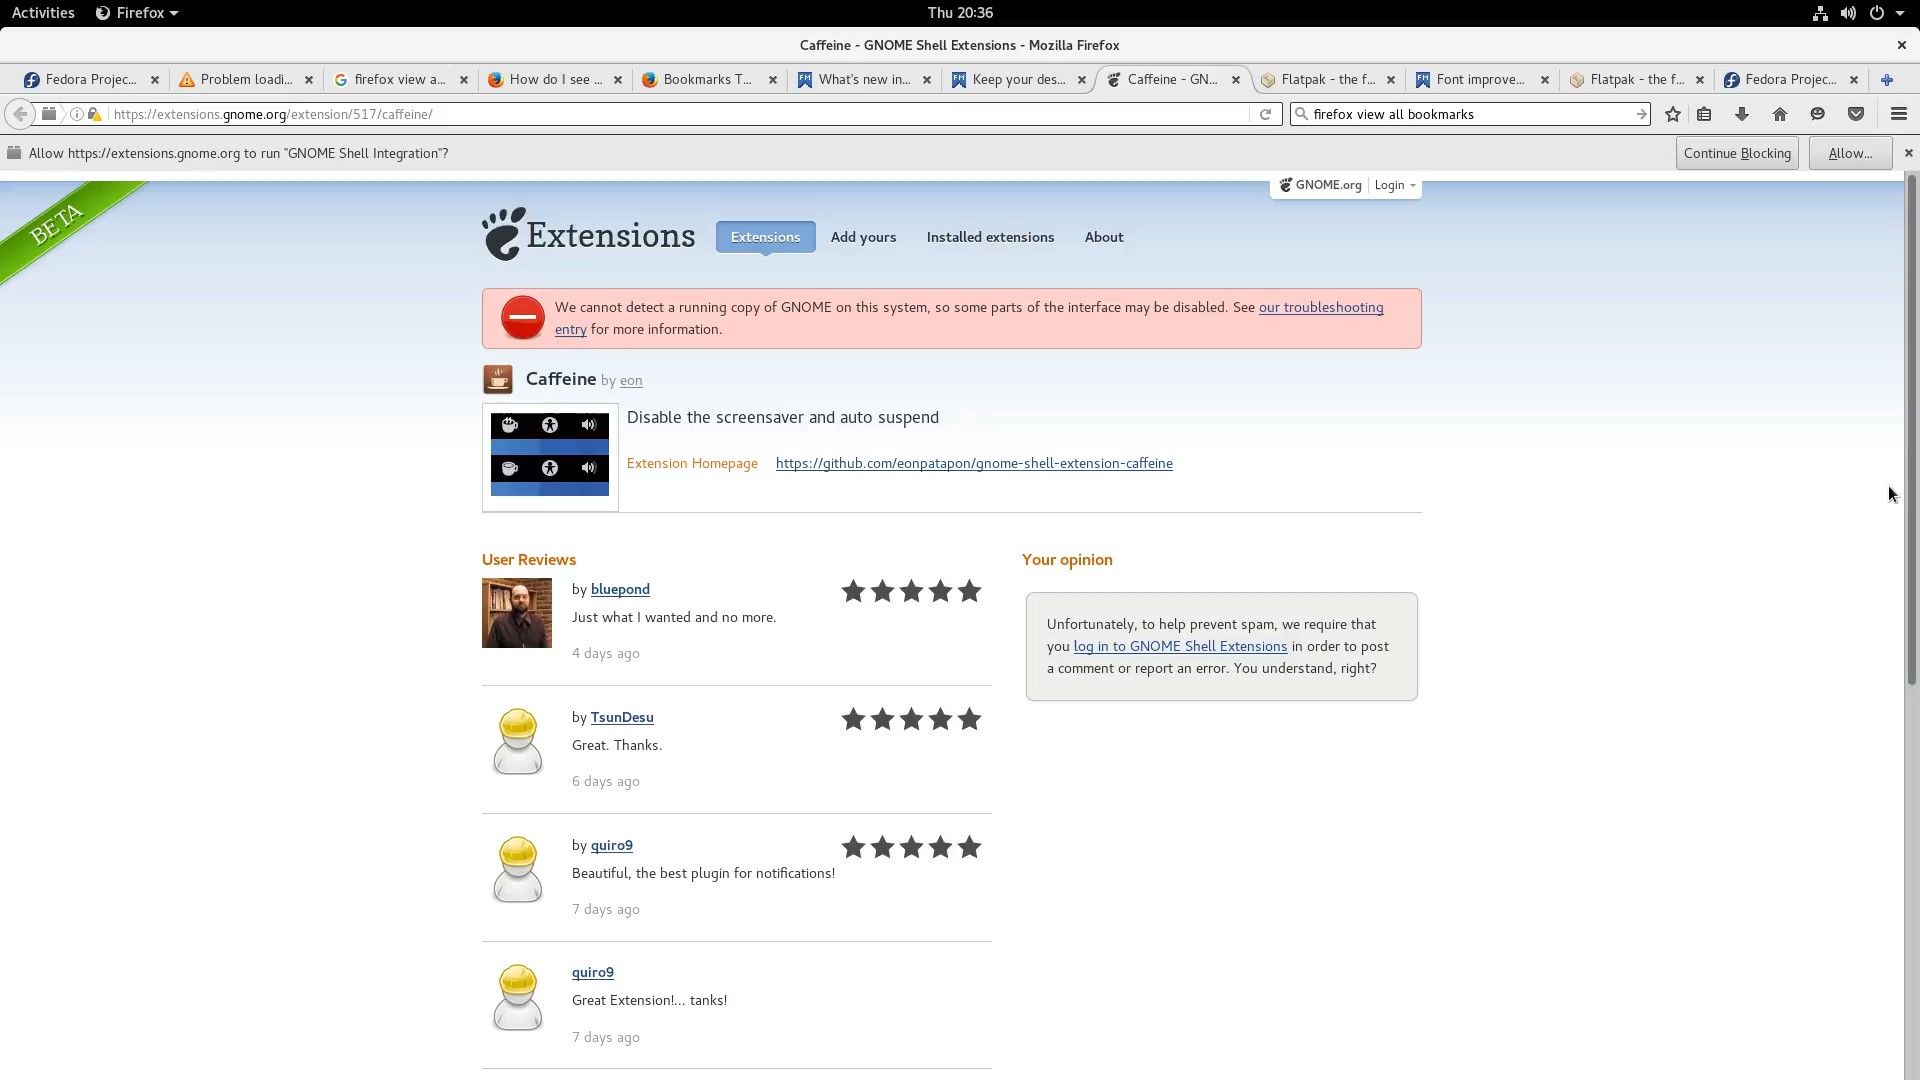 Activities Firefox Thu 20:36
Caffeine - GNOME Shell Extensions - Mozilla Firefox
Fedora Projec... Problem loadi... firefox view a... How do I see ... Bookmarks T... What's new in... Keep your des... Caffeine - GN... Flatpak - the f... Font improve... Flatpak - the f... Fedora Projec...
https://extensions.gnome.org/extension/517/caffeine/ firefox view all bookmarks
Allow https://extensions.gnome.org to run "GNOME Shell Integration"? Continue Blocking Allow...
BETA
GNOME.org Login
Extensions Extensions Add yours Installed extensions About
We cannot detect a running copy of GNOME on this system, so some parts of the interface may be disabled. See our troubleshooting
entry for more information.
Caffeine by eon
Disable the screensaver and auto suspend
Extension Homepage https://github.com/eonpatapon/gnome-shell-extension-caffeine
User Reviews
by bluepond
Just what I wanted and no more.
4 days ago
by TsunDesu
Great. Thanks.
6 days ago
by quiro9
Beautiful, the best plugin for notifications!
7 days ago
quiro9
Great Extension!... tanks!
7 days ago
Your opinion
Unfortunately, to help prevent spam, we require that
you log in to GNOME Shell Extensions in order to post
a comment or report an error. You understand, right?